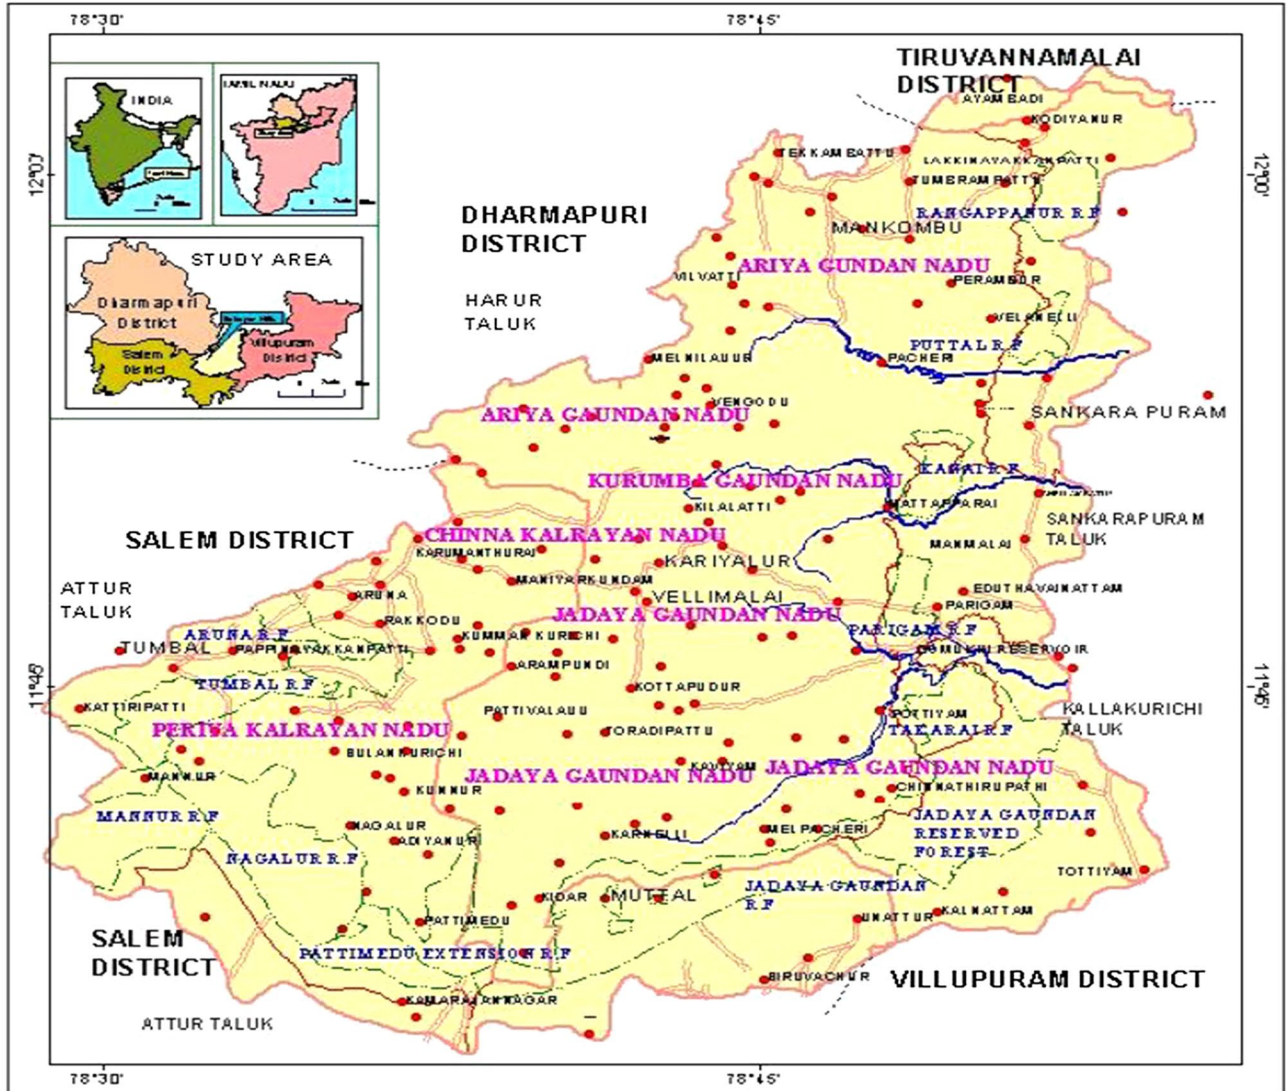 78°30'
78°45'
TIRUVANNAMALAI
DISTRICT
INDIA
TAMIL NADU
AYAMBADI
KODIYANUR
TEKKAMBATTU
LAKKINAYAKKANPATTI
12°00'
12°00'
TUMBRAMPATTU
DHARMAPURI
DISTRICT
RANGAPPANUR R.F
MANKOMBU
STUDY AREA
ARIYA GUNDAN NADU
VILVATTI
PERAMBUR
HARUR
TALUK
Dharmapuri
District
VELANELLI
Villupuram
District
Salem
District
PUTTAL R.F
MELNILAUUR
PACHERI
VENGODU
ARIYA GAUNDAN NADU
SANKARA PURAM
KANAI R.F
KURUMBA GAUNDAN NADU
KILALATTI
MATTAPPARAI
SANKARAPURAM
TALUK
SALEM DISTRICT
CHINNA KALRAYAN NADU
MANMALAI
KARUMANTHURAI
KARIYALUR
ATTUR
TALUK
MANIYARKUNDAM
EDUTHAVAINATTAM
ARUNA
VELLIMALAI
PARIGAM
JADAYA GAUNDAN NADU
RAKKODU
PARIGAM R.F
ARUNA R.F
KUMMAN KURICHI
TUMBAL
PAPPINAYAKKANPATTI
GOMUKHI RESERVOIR
ARAMPUNDI
11°45'
TUMBAL R.F
KOTTAPUDUR
11°45'
KATTIRIPATTI
PATTIVALAUU
POTTIYAM
KALLAKURICHI
TALUK
PERIYA KALRAYAN NADU
TORADIPATTU
TAKARAI R.F
BULANKURICHI
KAVIYAM
MANNUR
JADAYA GAUNDAN NADU
JADAYA GAUNDAN NADU
KUNNUR
CHINNATHIRUPATHI
MANNUR R.F
NAGALUR
JADAYA GAUNDAN
RESERVED
FOREST
MELPACHERI
KARNELLI
ADIYANUR
NAGALUR R.F
TOTTIYAM
JADAYA GAUNDAN
R.F
KIDAR
MUTTAL
PATTIMEDU
UNATTUR
KALNATTAM
SALEM
DISTRICT
PATTIMEDU EXTENSION R.F
BIRUVACHUR
VILLUPURAM DISTRICT
KAMARAJANNAGAR
ATTUR TALUK
78°30'
78°45'